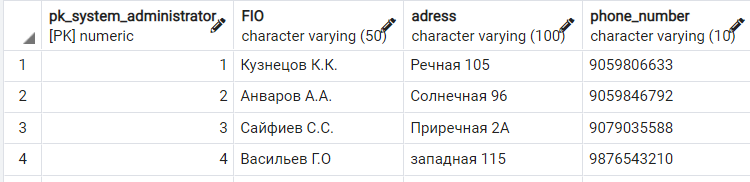 pk_system_administrator FIO adress phone_number
[PK] numeric character varying (50) character varying (100) character varying (10)
1 1 Кузнецов К.К. Речная 105 9059806633
2 2 Анваров А.А. Солнечная 96 9059846792
3 3 Сайфиев С.С. Приречная 2А 9079035588
4 4 Васильев Г.О западная 115 9876543210